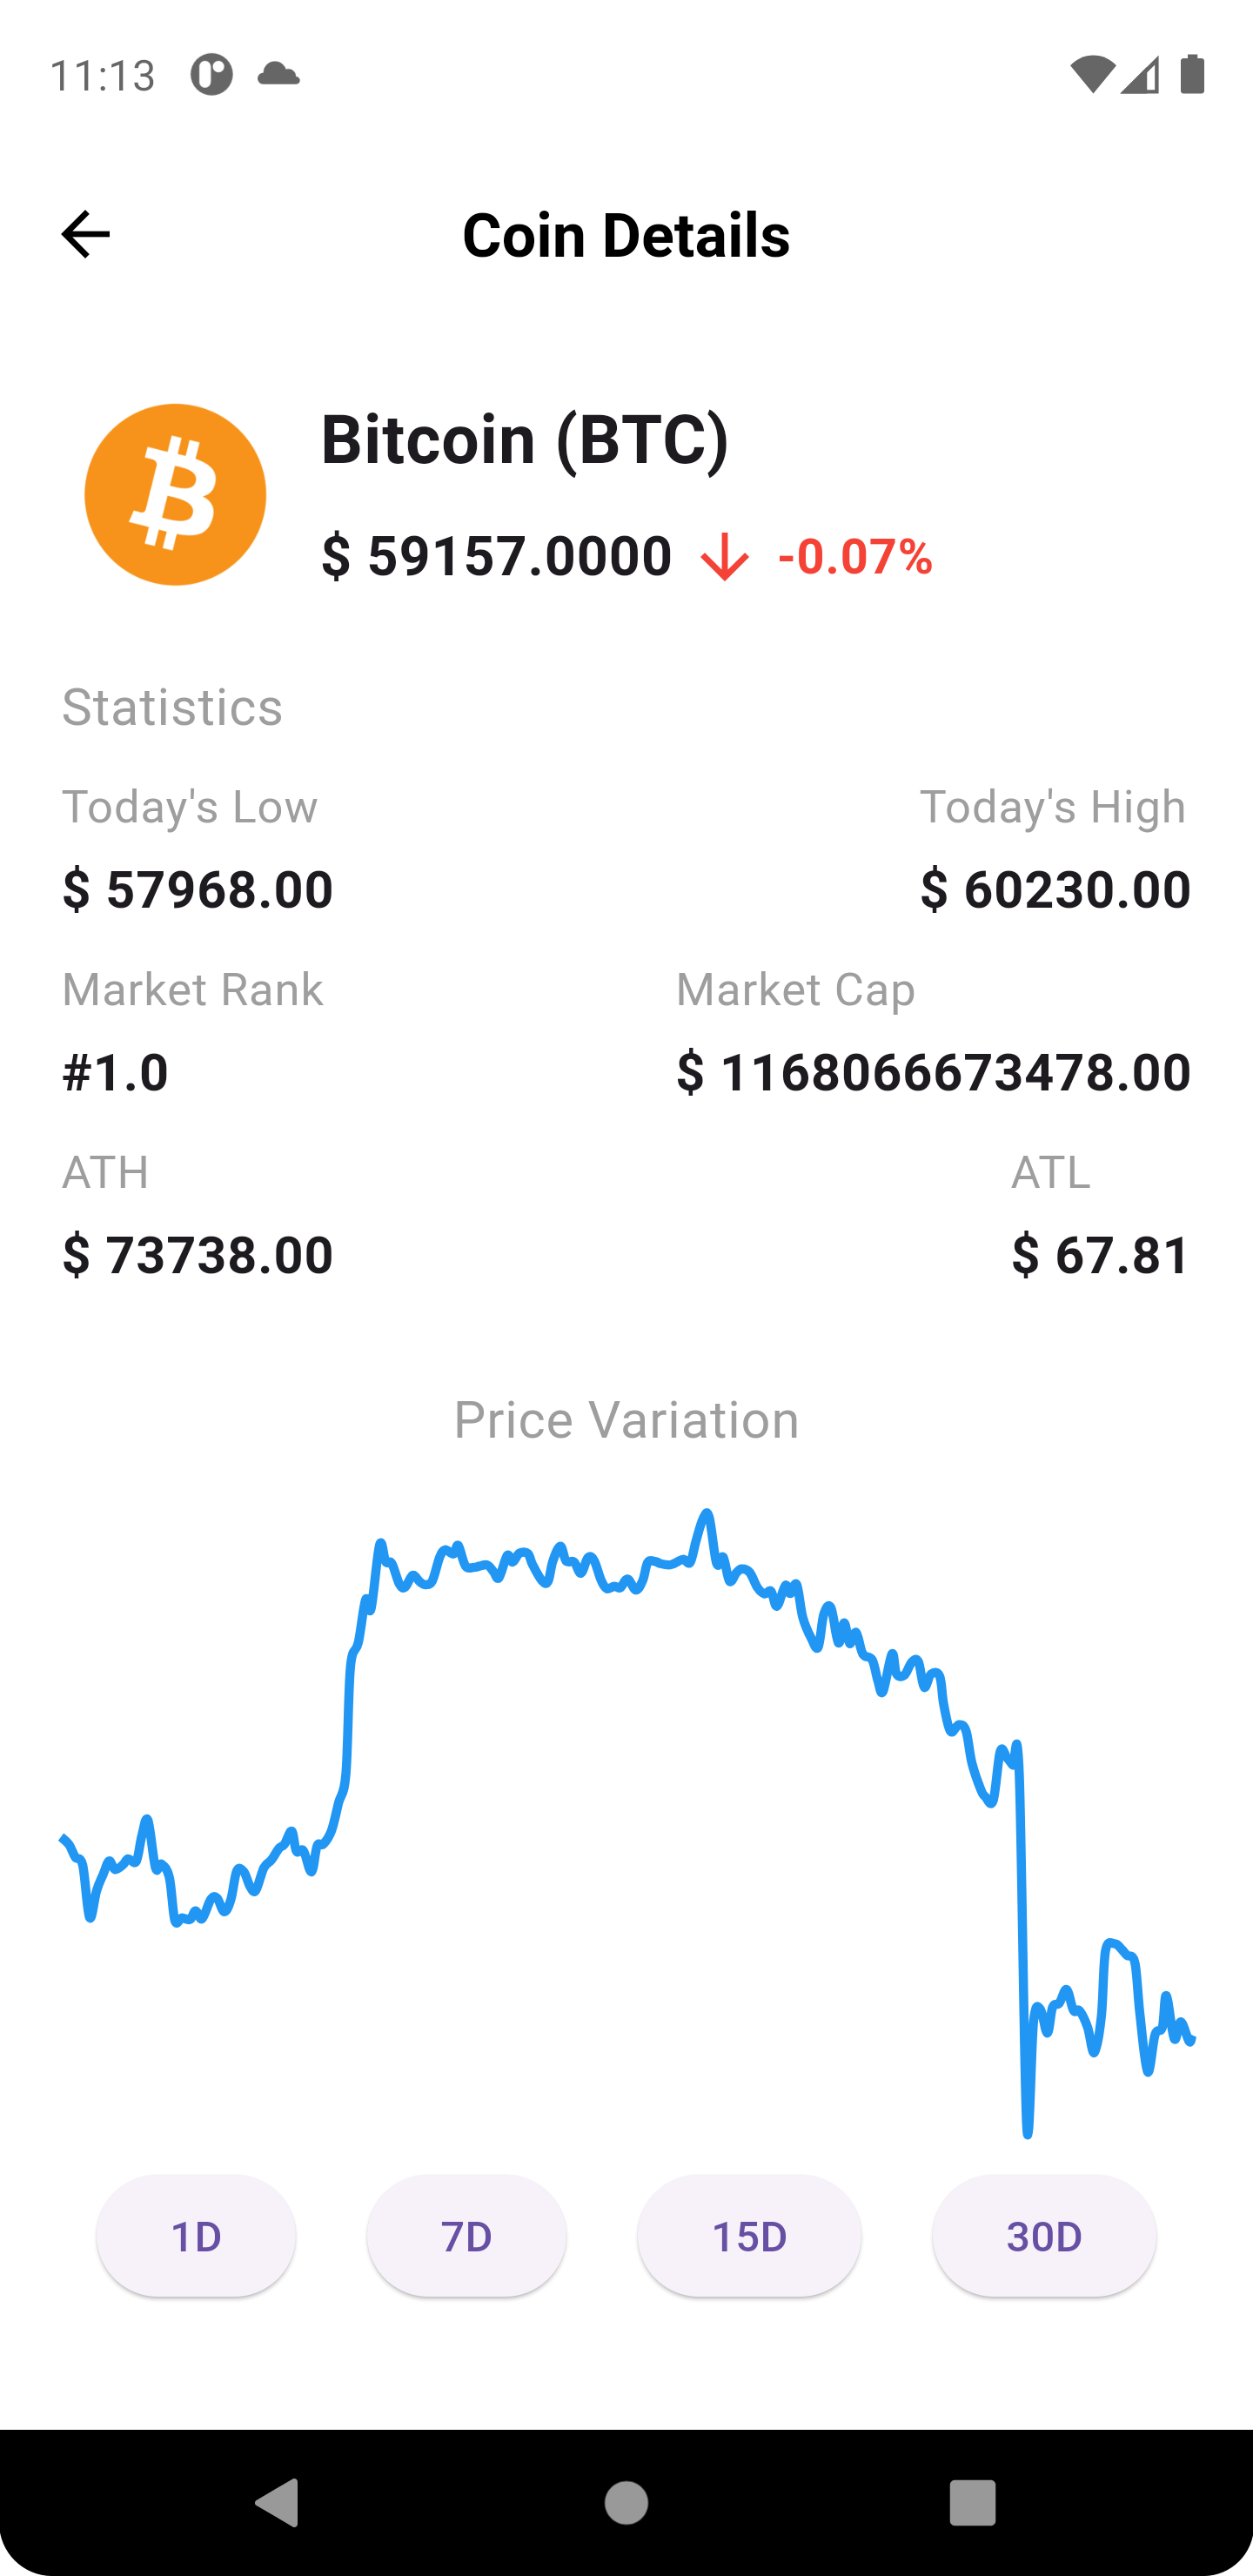 11:13
Coin Details
Bitcoin (BTC)
$ 59157.0000 -0.07%
Statistics
Today's Low Today's High
$ 57968.00 $ 60230.00
Market Rank Market Cap
#1.0 $ 1168066673478.00
ATH ATL
$ 73738.00 $ 67.81
Price Variation
1D 7D 15D 30D